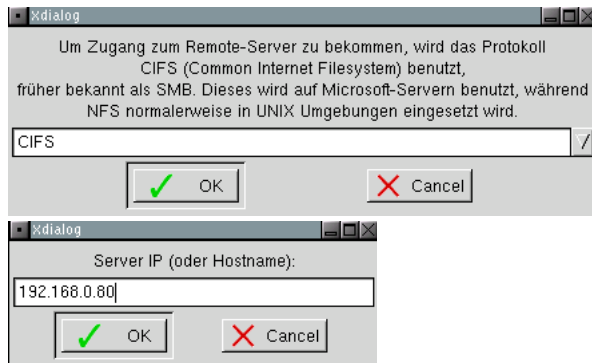 Xdialog
Um Zugang zum Remote-Server zu bekommen, wird das Protokoll
CIFS (Common Internet Filesystem) benutzt,
früher bekannt als SMB. Dieses wird auf Microsoft-Servern benutzt, während
NFS normalerweise in UNIX Umgebungen eingesetzt wird.
CIFS
OK Cancel
Xdialog
Server IP (oder Hostname):
192.168.0.80
OK Cancel